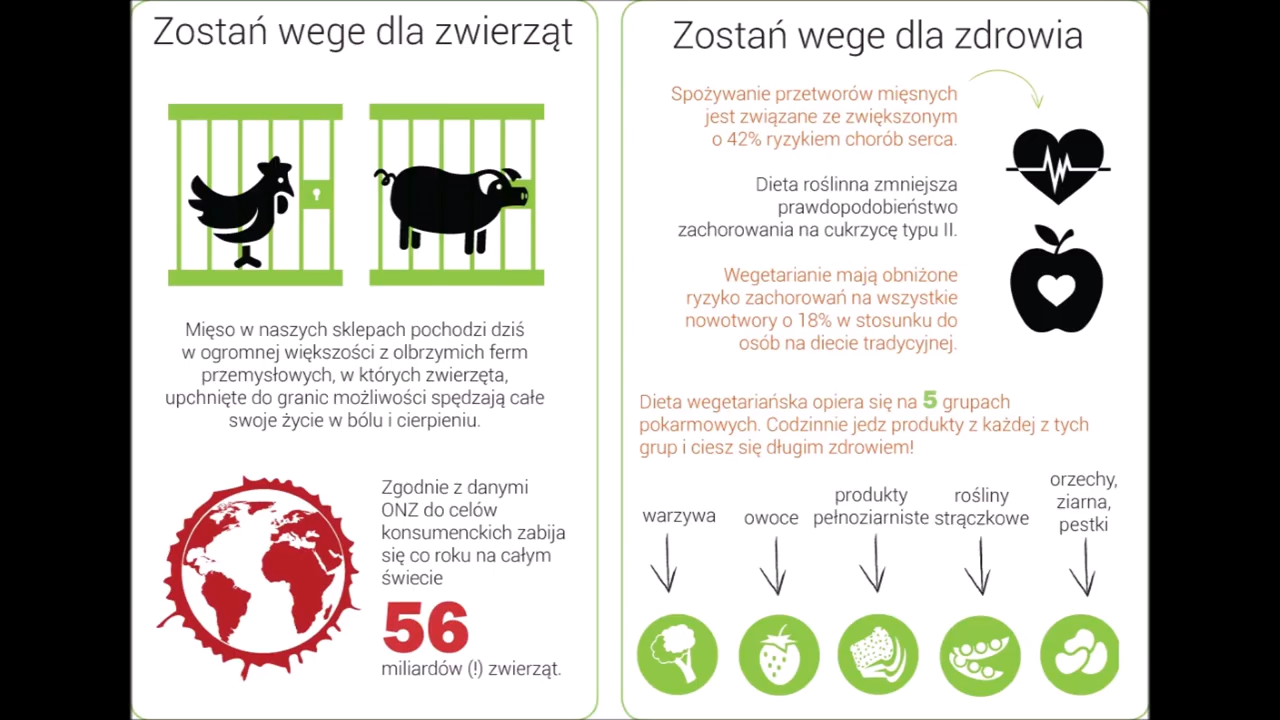 Zostań wege dla zwierząt
Mięso w naszych sklepach pochodzi dziś
w ogromnej większości z olbrzymich ferm
przemysłowych, w których zwierzęta,
upchnięte do granic możliwości spędzają całe
swoje życie w bólu i cierpieniu.
Zgodnie z danymi
ONZ do celów
konsumenckich zabija
się co roku na całym
świecie
56
miliardów (!) zwierząt.
Zostań wege dla zdrowia
Spożywanie przetworów mięsnych
jest związane ze zwiększonym
o 42% ryzykiem chorób serca.
Dieta roślinna zmniejsza
prawdopodobieństwo
zachorowania na cukrzycę typu II.
Wegetarianie mają obniżone
ryzyko zachorowań na wszystkie
nowotwory o 18% w stosunku do
osób na diecie tradycyjnej.
Dieta wegetariańska opiera się na 5 grupach
pokarmowych. Codzinnie jedz produkty z każdej z tych
grup i ciesz się długim zdrowiem!
warzywa
owoce
produkty
pełnoziarniste
rośliny
strączkowe
orzechy,
ziarna,
pestki